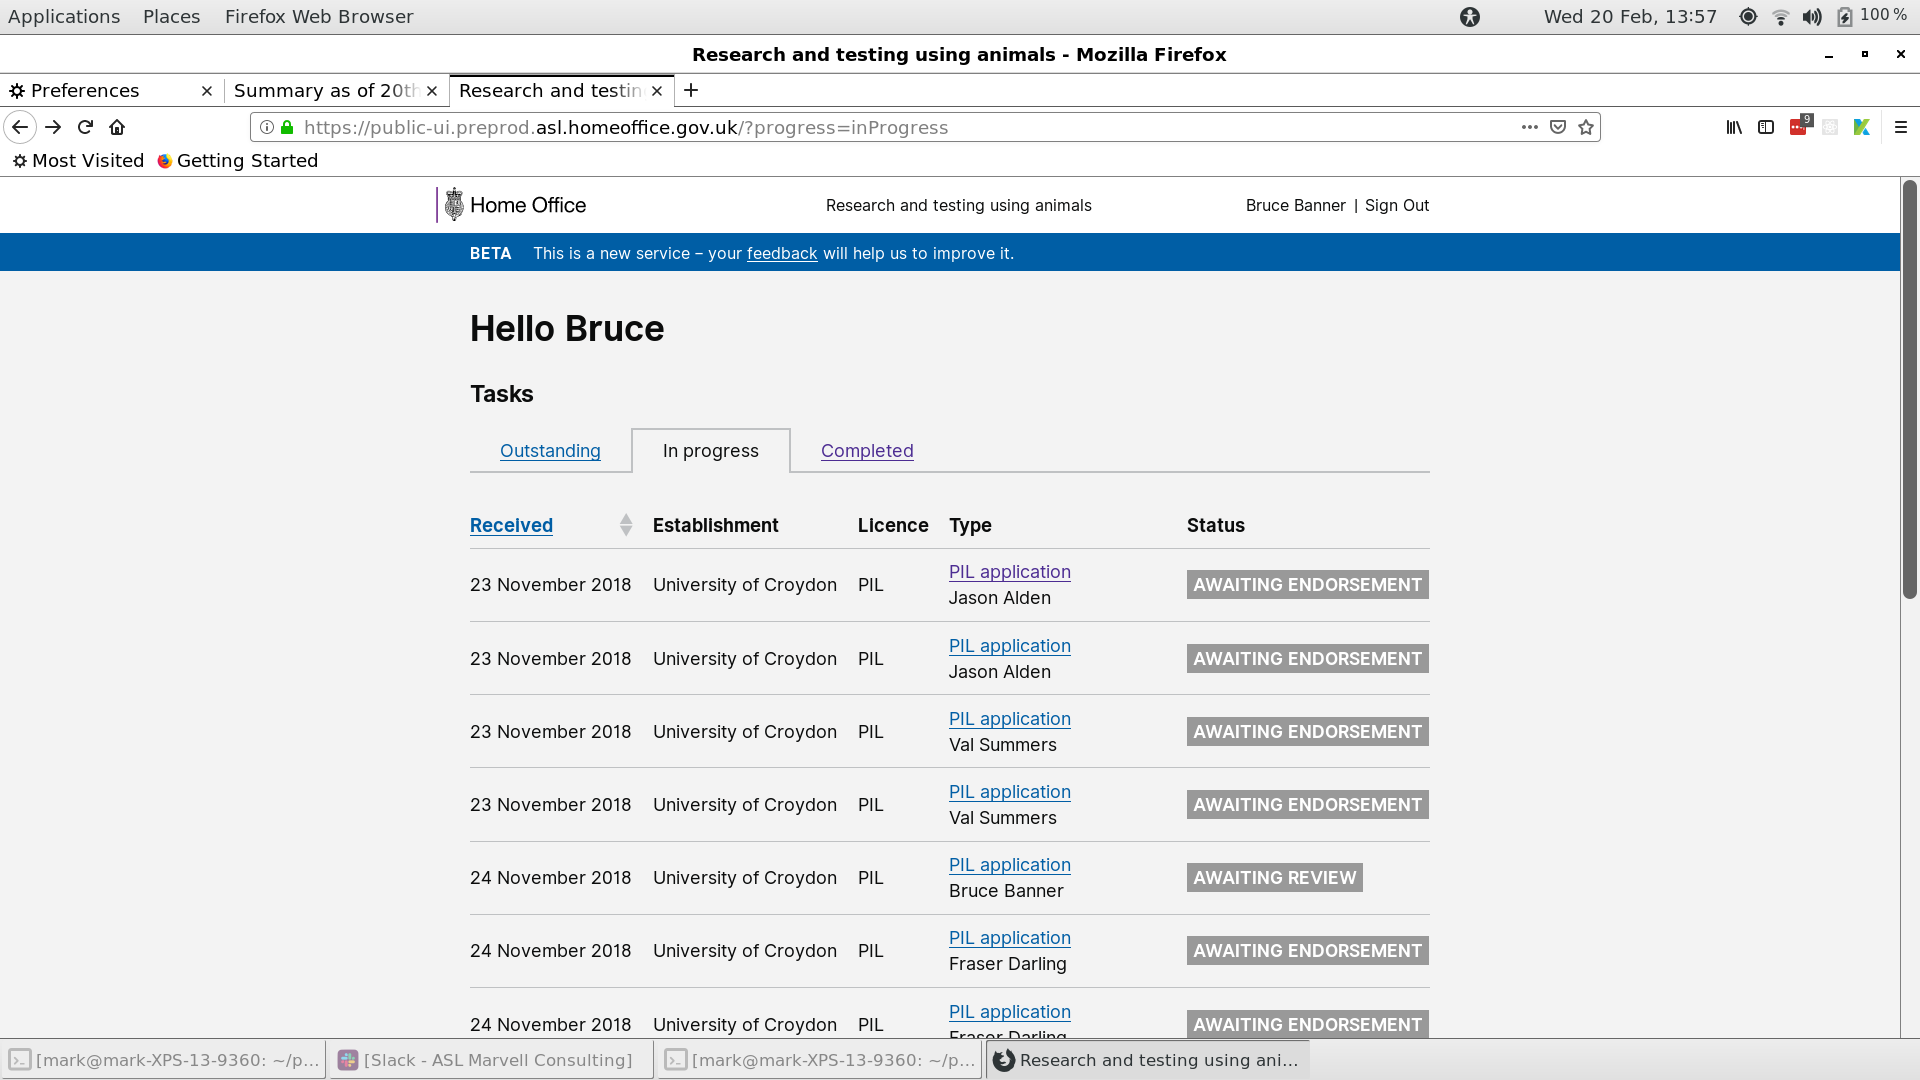 Applications Places Firefox Web Browser Wed 20 Feb, 13:57 100 %
Research and testing using animals - Mozilla Firefox
Preferences Summary as of 20th Research and testin
https://public-ui.preprod.asl.homeoffice.gov.uk/?progress=inProgress 9
Most Visited Getting Started
Home Office Research and testing using animals Bruce Banner | Sign Out
BETA This is a new service – your feedback will help us to improve it.
Hello Bruce
Tasks
Outstanding In progress Completed
Received Establishment Licence Type Status
23 November 2018 University of Croydon PIL PIL application AWAITING ENDORSEMENT
Jason Alden
23 November 2018 University of Croydon PIL PIL application AWAITING ENDORSEMENT
Jason Alden
23 November 2018 University of Croydon PIL PIL application AWAITING ENDORSEMENT
Val Summers
23 November 2018 University of Croydon PIL PIL application AWAITING ENDORSEMENT
Val Summers
24 November 2018 University of Croydon PIL PIL application AWAITING REVIEW
Bruce Banner
24 November 2018 University of Croydon PIL PIL application AWAITING ENDORSEMENT
Fraser Darling
24 November 2018 University of Croydon PIL PIL application AWAITING ENDORSEMENT
Fraser Darling
[mark@mark-XPS-13-9360: ~/p... [Slack - ASL Marvell Consulting] [mark@mark-XPS-13-9360: ~/p... Research and testing using ani...